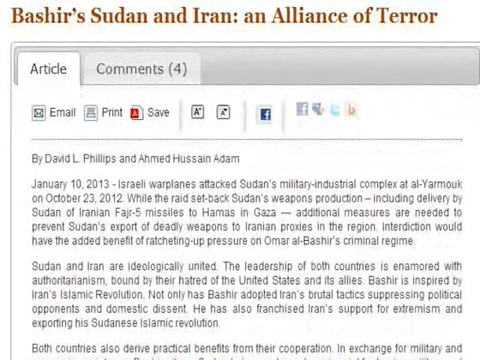 Bashir's Sudan and Iran: an Alliance of Terror
Article
Comments (4)
Email Print Save
By David L. Phillips and Ahmed Hussain Adam
January 10, 2013 - Israeli warplanes attacked Sudan's military-industrial complex at al-Yarmouk
on October 23, 2012. While the raid set-back Sudan's weapons production – including delivery by
Sudan of Iranian Fajr-5 missiles to Hamas in Gaza — additional measures are needed to
prevent Sudan's export of deadly weapons to Iranian proxies in the region. Interdiction would
have the added benefit of ratcheting-up pressure on Omar al-Bashir's criminal regime.
Sudan and Iran are ideologically united. The leadership of both countries is enamored with
authoritarianism, bound by their hatred of the United States and its allies. Bashir is inspired by
Iran's Islamic Revolution. Not only has Bashir adopted Iran's brutal tactics suppressing political
opponents and domestic dissent. He has also franchised Iran's support for extremism and
exporting his Sudanese Islamic revolution.
Both countries also derive practical benefits from their cooperation. In exchange for military and